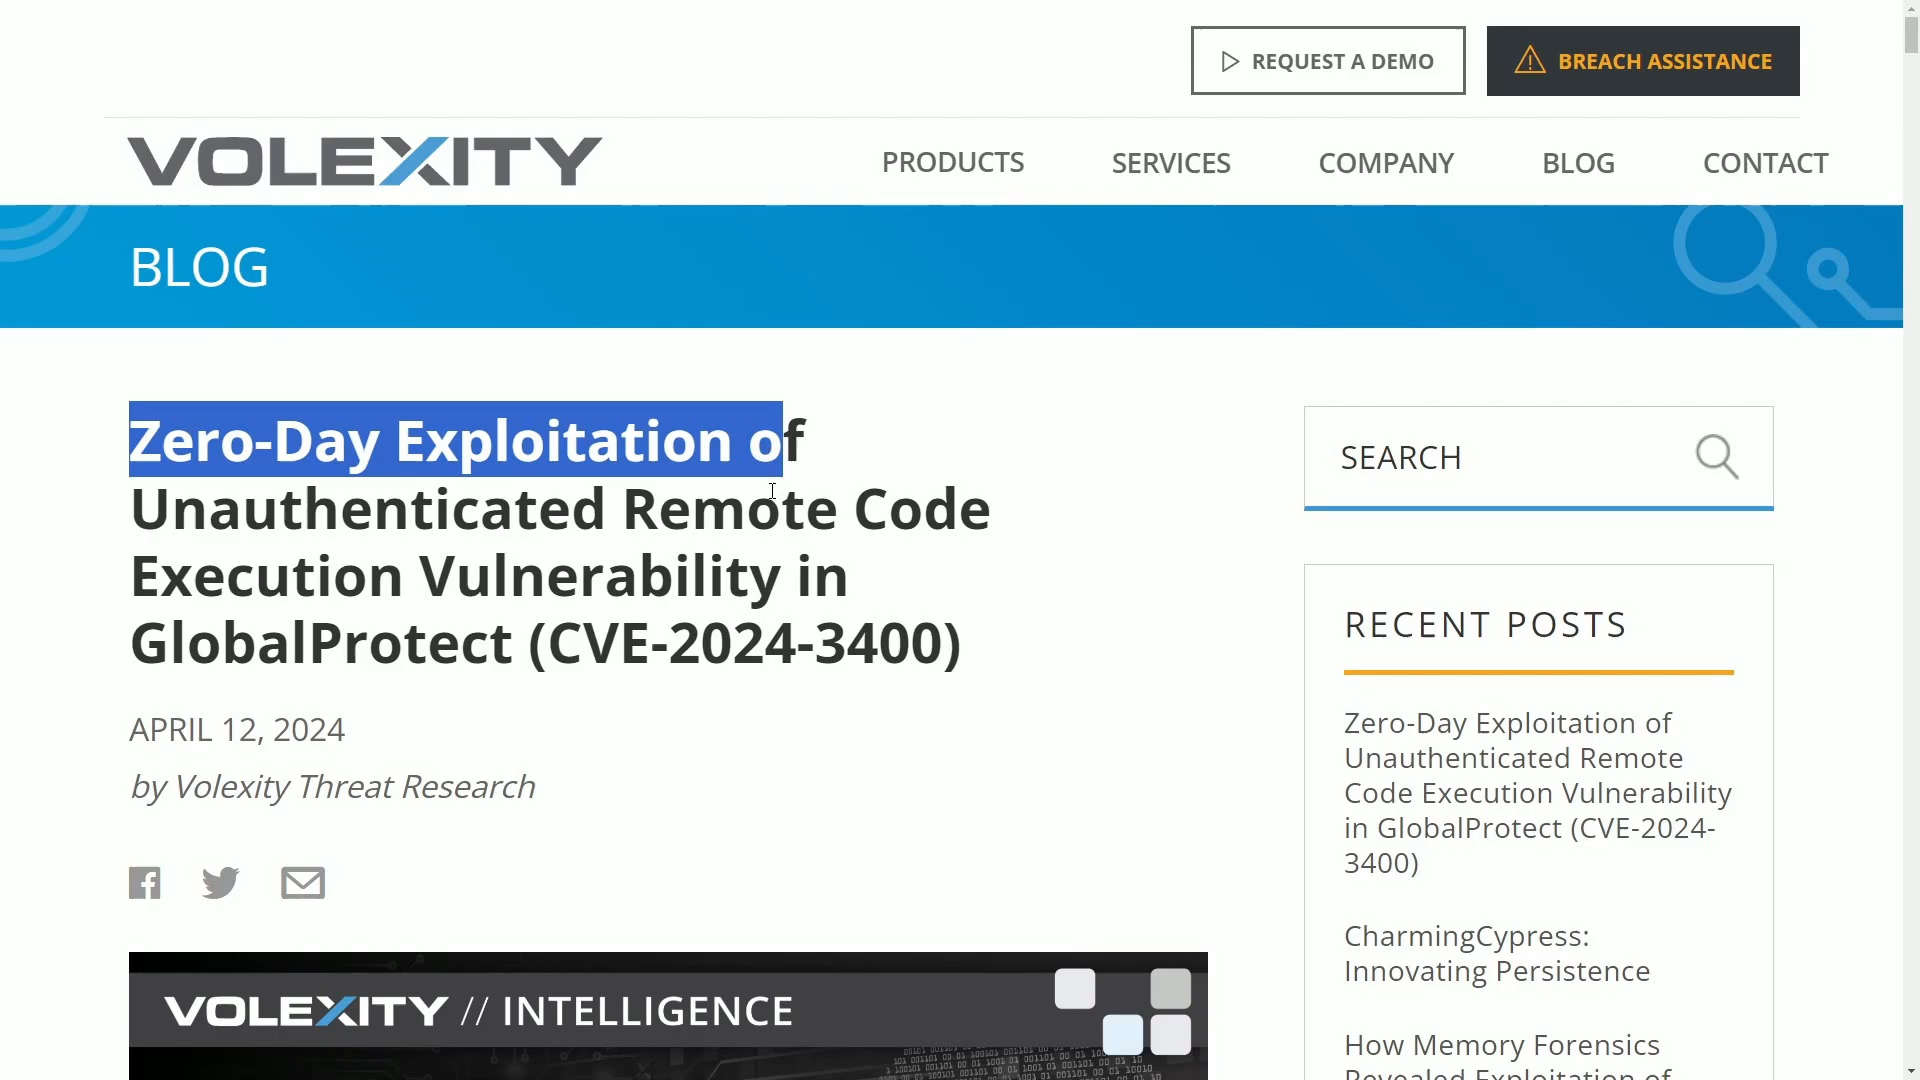 REQUEST A DEMO
BREACH ASSISTANCE
VOLEXITY
PRODUCTS
SERVICES
COMPANY
BLOG
CONTACT
BLOG
Zero-Day Exploitation of
Unauthenticated Remote Code
Execution Vulnerability in
GlobalProtect (CVE-2024-3400)
APRIL 12, 2024
by Volexity Threat Research
VOLEXITY // INTELLIGENCE
SEARCH
RECENT POSTS
Zero-Day Exploitation of
Unauthenticated Remote
Code Execution Vulnerability
in GlobalProtect (CVE-2024-
3400)
CharmingCypress:
Innovating Persistence
How Memory Forensics
Revealed Exploitation of